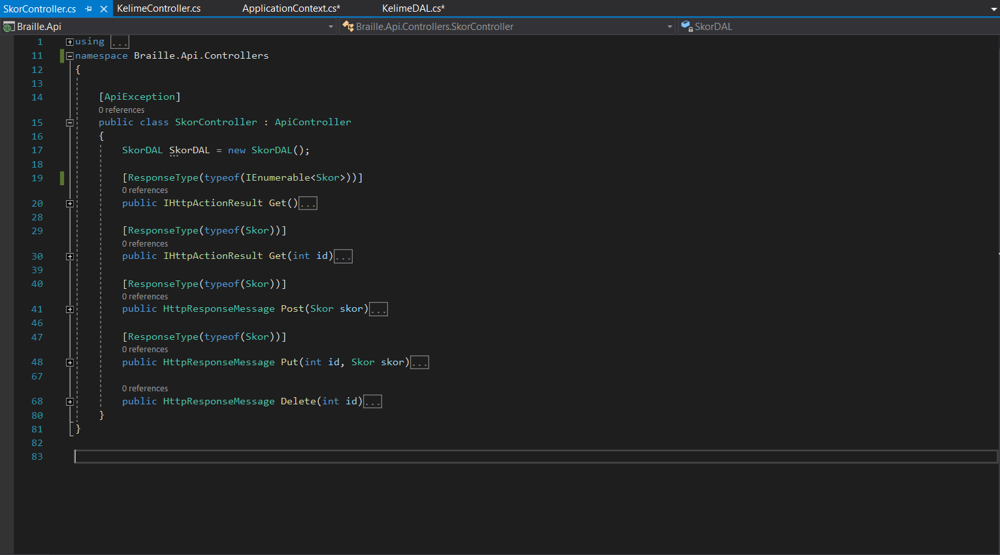 SkorController.cs KelimeController.cs ApplicationContext.cs* KelimeDAL.cs*
Braille.Api Braille.Api.Controllers.SkorController SkorDAL
1 using ...
11 namespace Braille.Api.Controllers
12 {
13
14 [ApiException]
0 references
15 public class SkorController : ApiController
16 {
17 SkorDAL SkorDAL = new SkorDAL();
18
19 [ResponseType(typeof(IEnumerable<Skor>))]
0 references
20 public IHttpActionResult Get()...
28
29 [ResponseType(typeof(Skor))]
0 references
30 public IHttpActionResult Get(int id)...
39
40 [ResponseType(typeof(Skor))]
0 references
41 public HttpResponseMessage Post(Skor skor)...
46
47 [ResponseType(typeof(Skor))]
0 references
48 public HttpResponseMessage Put(int id, Skor skor)...
67
0 references
68 public HttpResponseMessage Delete(int id)...
80 }
81 }
82
83